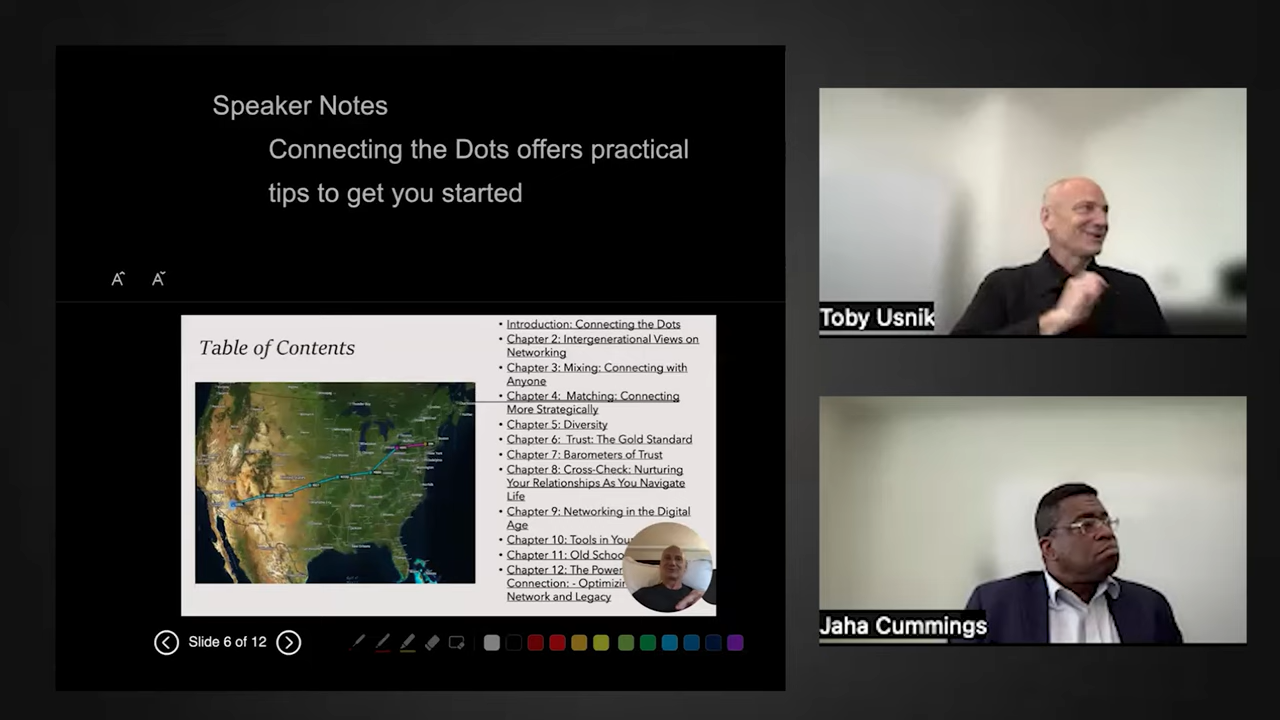 Speaker Notes
Connecting the Dots offers practical
tips to get you started
Table of Contents
• Introduction: Connecting the Dots
• Chapter 2: Intergenerational Views on
Networking
• Chapter 3: Mixing: Connecting with
Anyone
• Chapter 4: Matching: Connecting
More Strategically
• Chapter 5: Diversity
• Chapter 6: Trust: The Gold Standard
• Chapter 7: Barometers of Trust
• Chapter 8: Cross-Check: Nurturing
Your Relationships As You Navigate
Life
• Chapter 9: Networking in the Digital
Age
• Chapter 10: Tools in
• Chapter 11: Old
• Chapter 12: The Power
Connection: -
Network and Legacy
Slide 6 of 12
Toby Usnik
Jaha Cummings